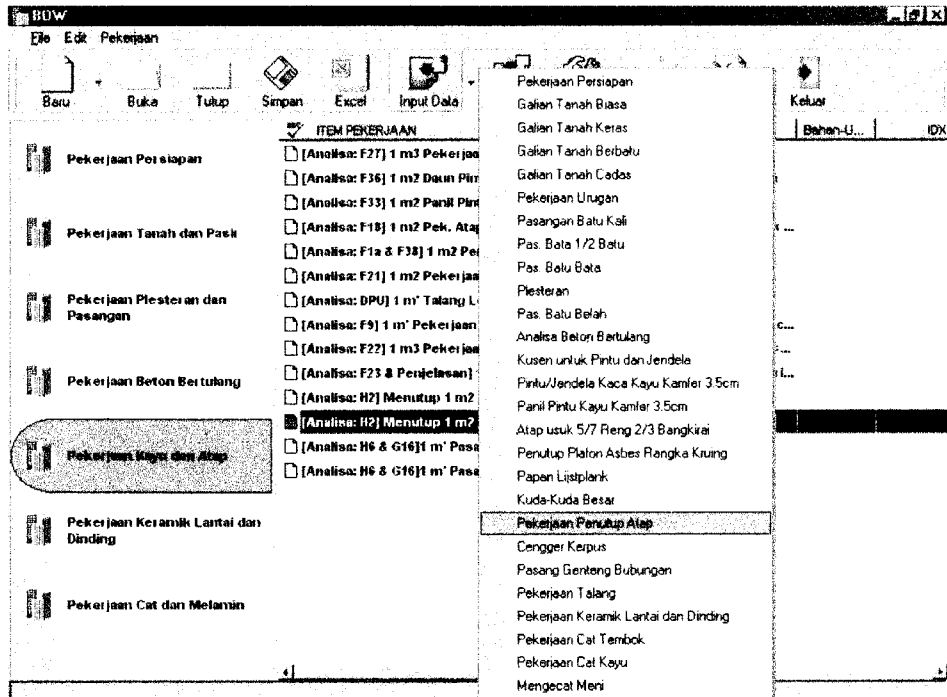 BOW
File Edit Pekerjaan
Baru Buka Tutup Simpan Excel Input Data Keluar
ITEM PEKERJAAN Bahan-U... IDX
Pekerjaan Persiapan
Pekerjaan Tanah dan Pasir
Pekerjaan Plesteran dan
Pasangan
Pekerjaan Beton Bertulang
Pekerjaan Kayu dan Atap
Pekerjaan Keramik Lantai dan
Dinding
Pekerjaan Cat dan Melamin
[Analisa: F27] 1 m3 Pekerjaa
[Analisa: F36] 1 m2 Daun Pin
[Analisa: F33] 1 m2 Panil Pin
[Analisa: F18] 1 m2 Pek. Atap
[Analisa: F1a & F38] 1 m2 Pe
[Analisa: F21] 1 m2 Pekerjaa
[Analisa: DPU] 1 m' Talang L
[Analisa: F9] 1 m' Pekerjaan
[Analisa: F22] 1 m3 Pekerjaa
[Analisa: F23 & Penjelasan]
[Analisa: H2] Menutup 1 m2
[Analisa: H2] Menutup 1 m2
[Analisa: H6 & G16]1 m' Pasa
[Analisa: H6 & G16]1 m' Pasa
Pekerjaan Persiapan
Galian Tanah Biasa
Galian Tanah Keras
Galian Tanah Berbatu
Galian Tanah Cadas
Pekerjaan Urugan
Pasangan Batu Kali
Pas. Bata 1/2 Batu
Pas. Batu Bata
Plesteran
Pas. Batu Belah
Analisa Beton Bertulang
Kusen untuk Pintu dan Jendela
Pintu/Jendela Kaca Kayu Kamfer 3.5cm
Panil Pintu Kayu Kamfer 3.5cm
Atap usuk 5/7 Reng 2/3 Bangkirai
Penutup Plafon Asbes Rangka Kruing
Papan Lijstplank
Kuda-Kuda Besar
Pekerjaan Penutup Atap
Cengger Kerpus
Pasang Genteng Bubungan
Pekerjaan Talang
Pekerjaan Keramik Lantai dan Dinding
Pekerjaan Cat Tembok
Pekerjaan Cat Kayu
Mengecat Meni